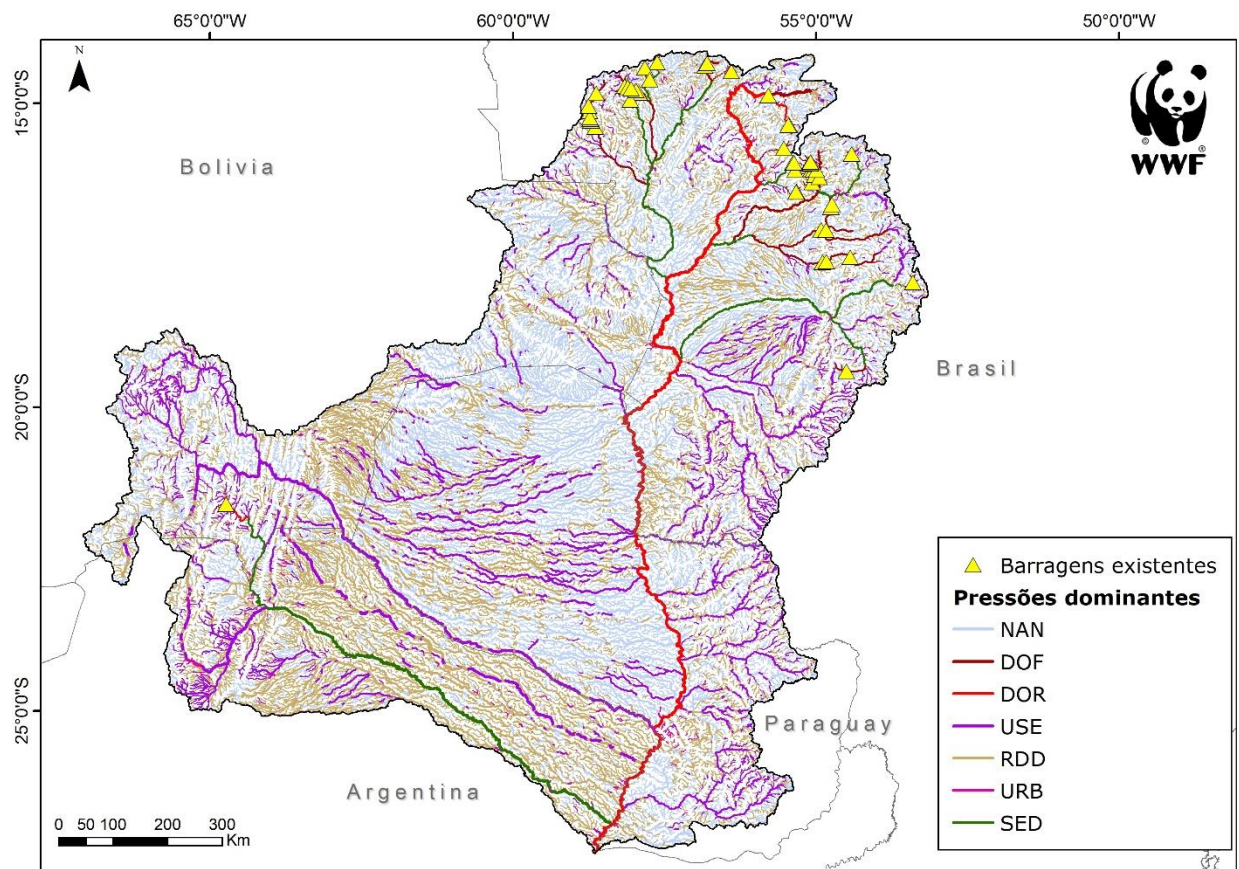 65°0'0"W 60°0'0"W 55°0'0"W 50°0'0"W
N
15°0'0"S
20°0'0"S
25°0'0"S
© WWF ®
Bolivia
Brasil
Paraguay
Argentina
0 50 100 200 300
Km
Barragens existentes
Pressões dominantes
NAN
DOF
DOR
USE
RDD
URB
SED